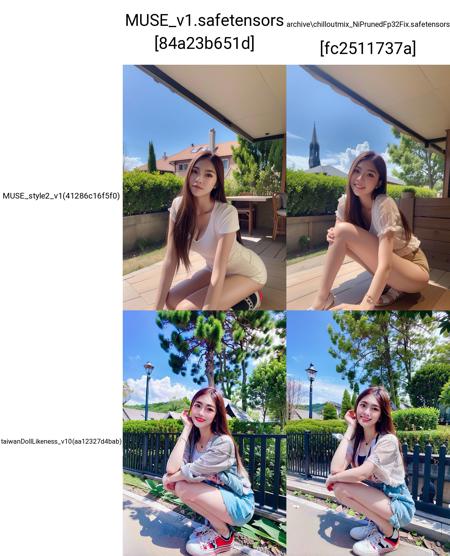 MUSE_v1.safetensors
[84a23b651d]
archive\chilloutmix_NiPrunedFp32Fix.safetensors
[fc2511737a]
MUSE_style2_v1(41286c16f5f0)
taiwanDollLikeness_v10(aa12327d4bab)